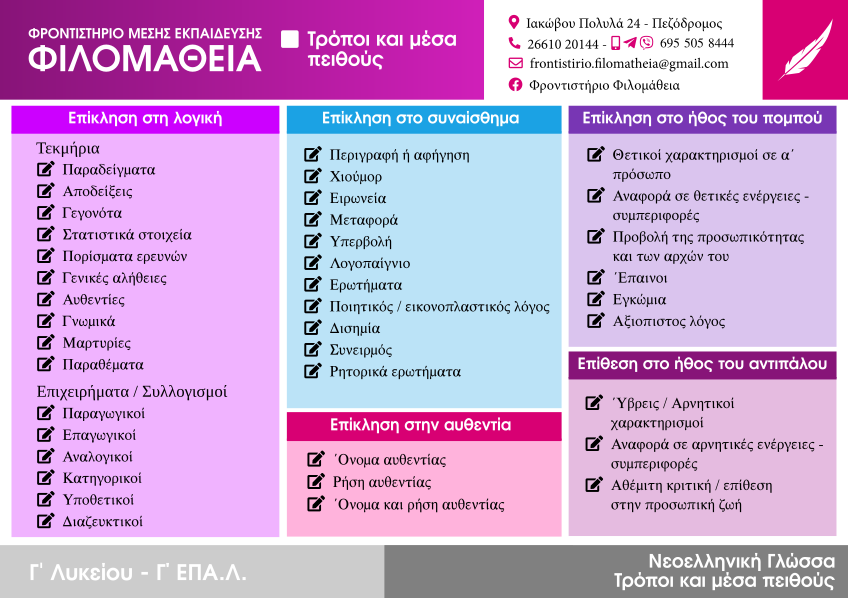 ΦΡΟΝΤΙΣΤΗΡΙΟ ΜΕΣΗΣ ΕΚΠΑΙΔΕΥΣΗΣ
ΦΙΛΟΜΑΘΕΙΑ
Τρόποι και μέσα
πειθούς
Ιακώβου Πολυλά 24 - Πεζόδρομος
26610 20144 - 695 505 8444
frontistirio.filomatheia@gmail.com
Φροντιστήριο Φιλομάθεια
Επίκληση στη λογική
Τεκμήρια
Παραδείγματα
Αποδείξεις
Γεγονότα
Στατιστικά στοιχεία
Πορίσματα ερευνών
Γενικές αλήθειες
Αυθεντίες
Γνωμικά
Μαρτυρίες
Παραθέματα
Επιχειρήματα / Συλλογισμοί
Παραγωγικοί
Επαγωγικοί
Αναλογικοί
Κατηγορικοί
Υποθετικοί
Διαζευκτικοί
Επίκληση στο συναίσθημα
Περιγραφή ή αφήγηση
Χιούμορ
Ειρωνεία
Μεταφορά
Υπερβολή
Λογοπαίγνιο
Ερωτήματα
Ποιητικός / εικονοπλαστικός λόγος
Δισημία
Συνειρμός
Ρητορικά ερωτήματα
Επίκληση στην αυθεντία
΄Ονομα αυθεντίας
Ρήση αυθεντίας
΄Ονομα και ρήση αυθεντίας
Επίκληση στο ήθος του πομπού
Θετικοί χαρακτηρισμοί σε α΄
πρόσωπο
Αναφορά σε θετικές ενέργειες -
συμπεριφορές
Προβολή της προσωπικότητας
και των αρχών του
΄Επαινοι
Εγκώμια
Αξιοπιστος λόγος
Επίθεση στο ήθος του αντιπάλου
΄Υβρεις / Αρνητικοί
χαρακτηρισμοί
Αναφορά σε αρνητικές ενέργειες -
συμπεριφορές
Αθέμιτη κριτική / επίθεση
στην προσωπική ζωή
Γ' Λυκείου - Γ' ΕΠΑ.Λ.
Νεοελληνική Γλώσσα
Τρόποι και μέσα πειθούς